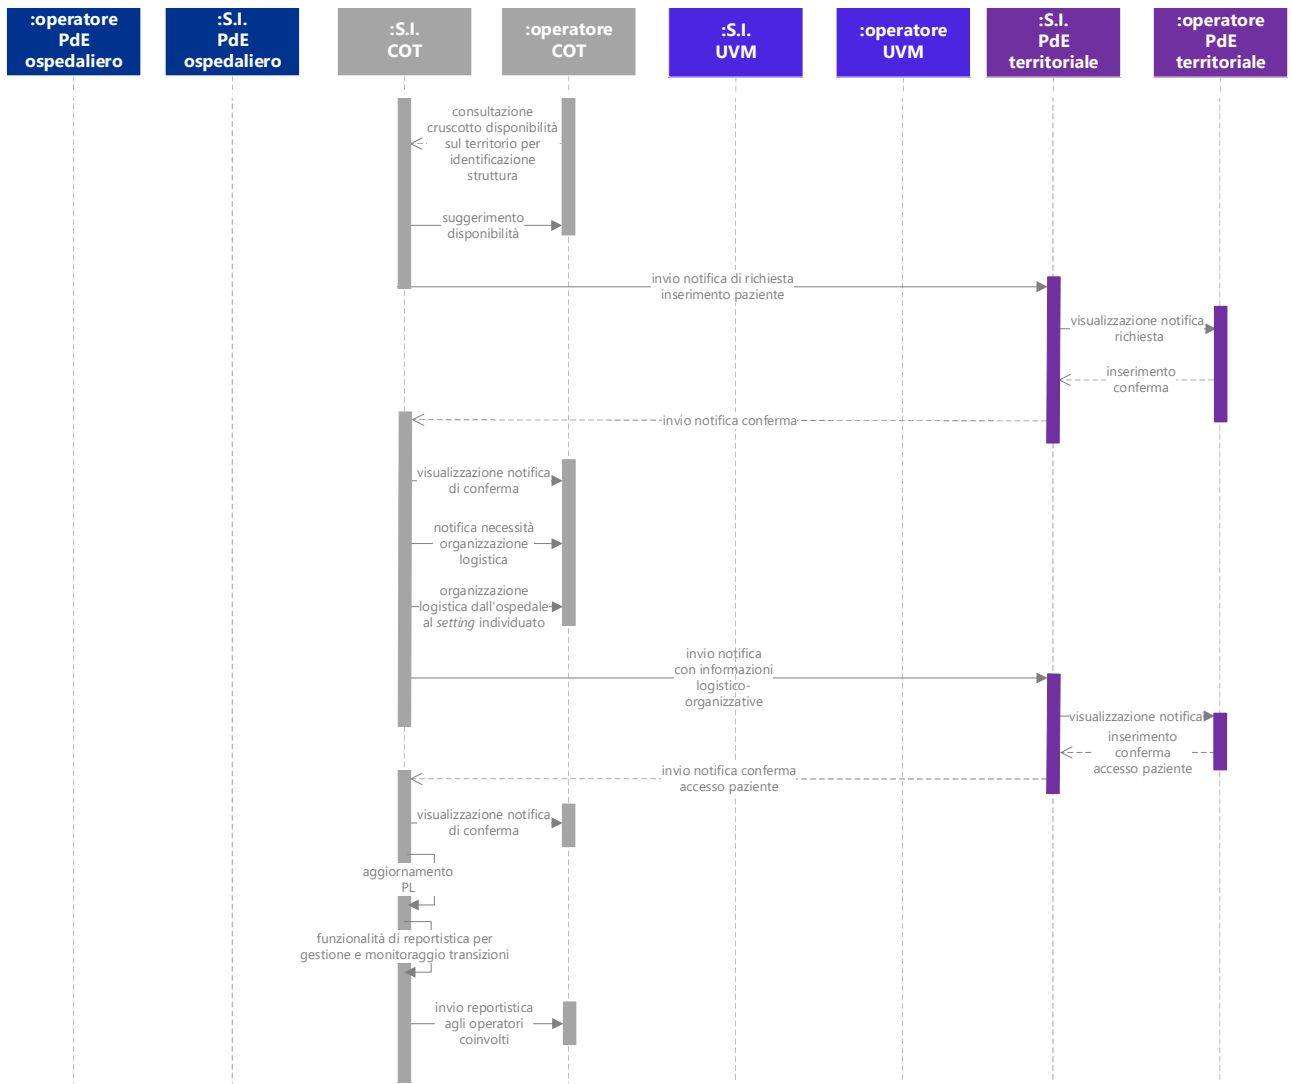 :operatore
PdE
ospedaliero
:S.I.
PdE
ospedaliero
:S.I.
COT
:operatore
COT
:S.I.
UVM
:operatore
UVM
:S.I.
PdE
territoriale
:operatore
PdE
territoriale
consultazione
cruscotto disponibilità
sul territorio per
identificazione
struttura
suggerimento
disponibilità
invio notifica di richiesta
inserimento paziente
visualizzazione notifica
richiesta
inserimento
conferma
invio notifica conferma
visualizzazione notifica
di conferma
notifica necessità
organizzazione
logistica
organizzazione
logistica dall'ospedale
al setting individuato
invio notifica
con informazioni
logistico-
organizzative
visualizzazione notifica
inserimento
conferma
accesso paziente
invio notifica conferma
accesso paziente
visualizzazione notifica
di conferma
aggiornamento
PL
funzionalità di reportistica per
gestione e monitoraggio transizioni
invio reportistica
agli operatori
coinvolti